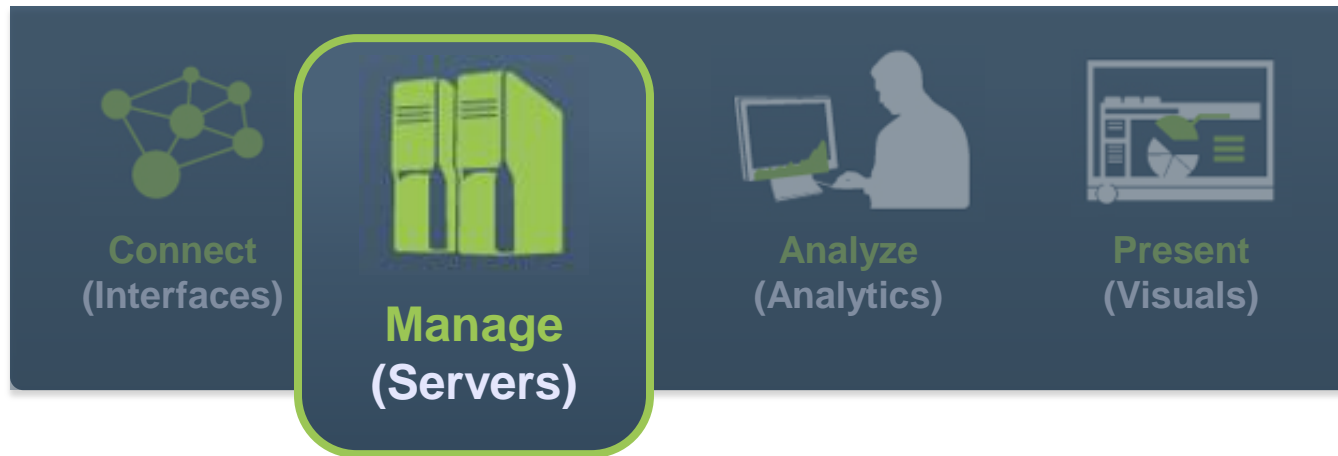 Connect
(Interfaces)
Manage
(Servers)
Analyze
(Analytics)
Present
(Visuals)